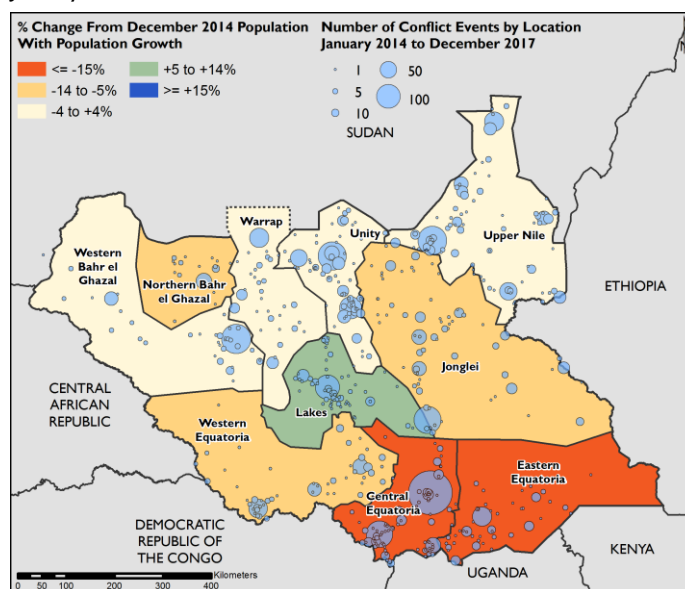 % Change From December 2014 Population
With Population Growth
<= -15%
+5 to +14%
-14 to -5%
>= +15%
-4 to +4%
Number of Conflict Events by Location
January 2014 to December 2017
1
50
5
100
10
SUDAN
Warrap
Unity
Upper Nile
Western
Bahr el
Ghazal
Northern Bahr
el Ghazal
ETHIOPIA
Jonglei
CENTRAL
AFRICAN
REPUBLIC
Lakes
Western
Equatoria
Eastern
Equatoria
Central
Equatoria
DEMOCRATIC
REPUBLIC OF
THE CONGO
KENYA
UGANDA
Kilometers
0 50 100 200 300 400